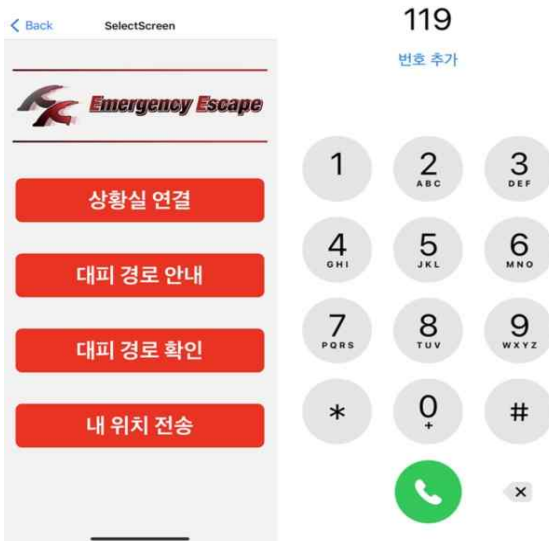 Back
SelectScreen
Emergency Escape
상황실 연결
대피 경로 안내
대피 경로 확인
내 위치 전송
119
번호 추가
1 2 3
ABC DEF
4 5 6
GHI JKL MNO
7 8 9
PQRS TUV WXYZ
* 0 #
+